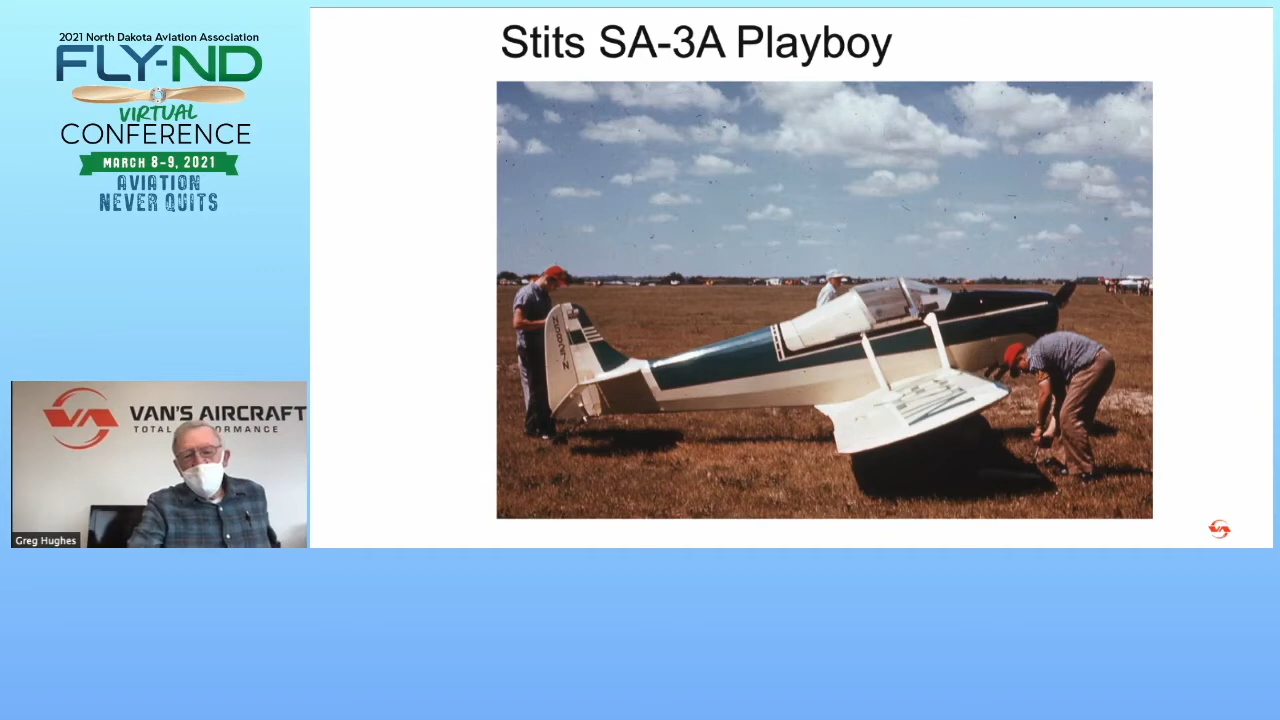 2021 North Dakota Aviation Association
FLY-ND
VIRTUAL
CONFERENCE
MARCH 8-9, 2021
AVIATION
NEVER QUITS
Stits SA-3A Playboy
VAN'S AIRCRAFT
TOTAL
Greg Hughes